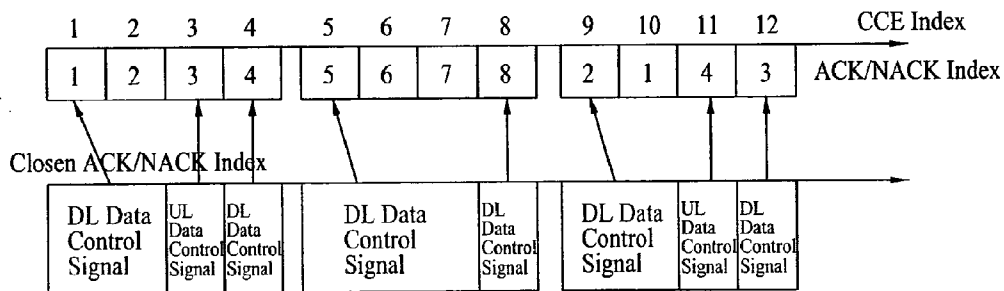 1 2 3 4 5 6 7 8 9 10 11 12 CCE Index
1 2 3 4 5 6 7 8 2 1 4 3 ACK/NACK Index
Closen ACK/NACK Index
DL Data
Control
Signal
UL
Data
Control
Signal
DL
Data
Control
Signal
DL Data
Control
Signal
DL
Data
Control
Signal
DL Data
Control
Signal
UL
Data
Control
Signal
DL
Data
Control
Signal